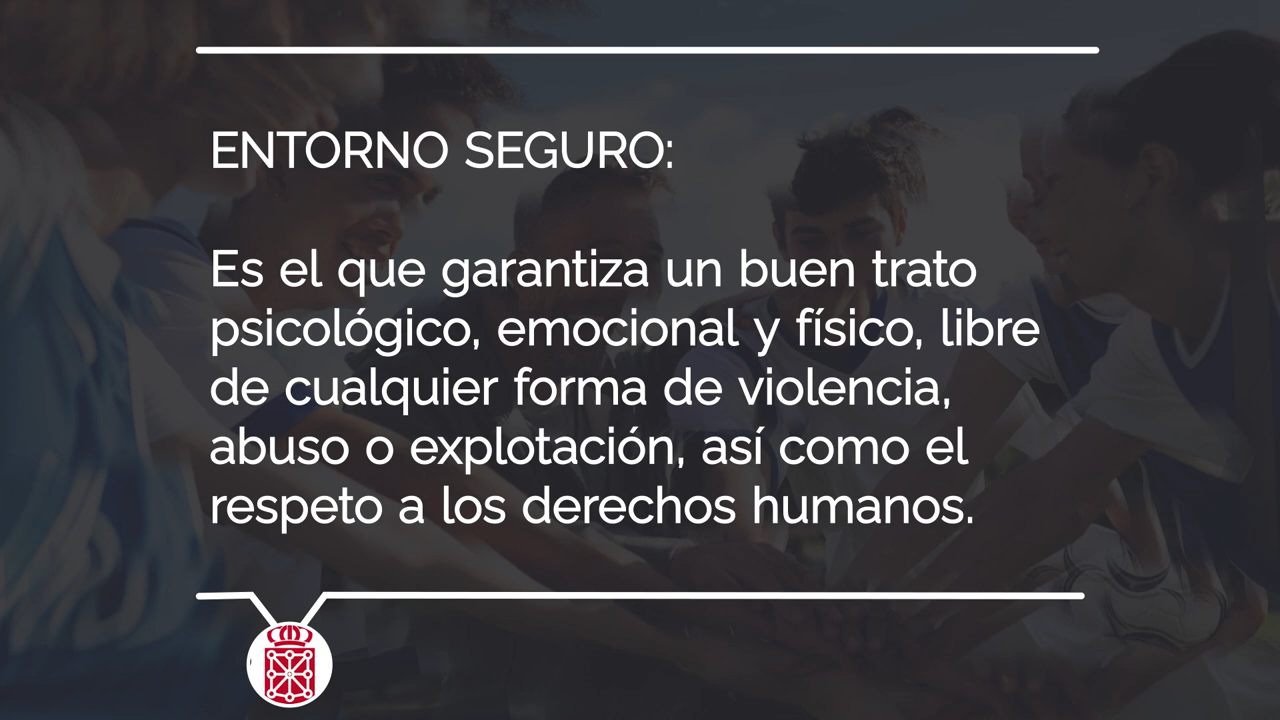 ENTORNO SEGURO:
Es el que garantiza un buen trato
psicológico, emocional y físico, libre
de cualquier forma de violencia,
abuso o explotación, así como el
respeto a los derechos humanos.